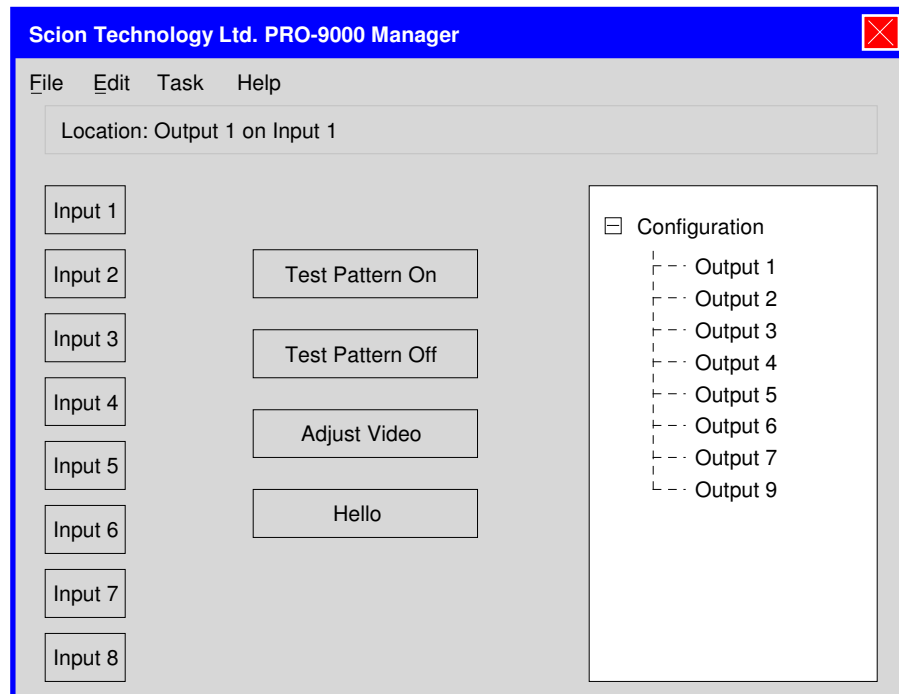 Scion Technology Ltd. PRO-9000 Manager
File Edit Task Help
Location: Output 1 on Input 1
Input 1
Input 2
Input 3
Input 4
Input 5
Input 6
Input 7
Input 8
Test Pattern On
Test Pattern Off
Adjust Video
Hello
Configuration
Output 1
Output 2
Output 3
Output 4
Output 5
Output 6
Output 7
Output 9